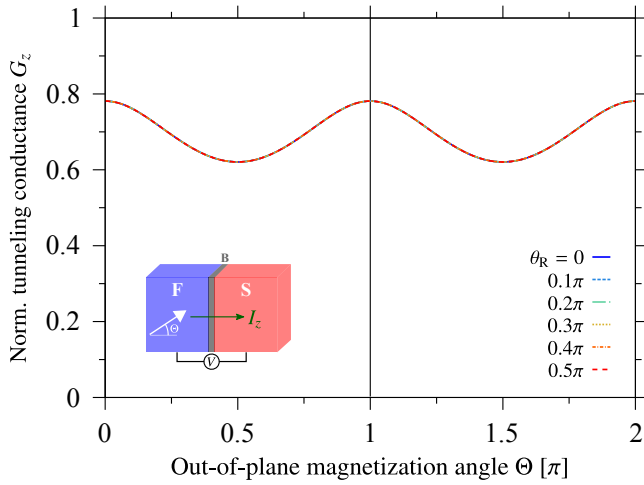 Norm. tunneling conductance G_z
1
0.8
0.6
0.4
0.2
0
0
0.5
1
1.5
2
Out-of-plane magnetization angle Θ [π]
B
F
S
Θ
I_z
V
θ_R = 0
0.1π
0.2π
0.3π
0.4π
0.5π